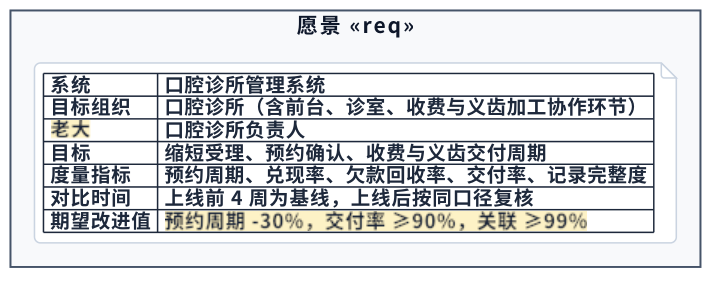 愿景 «req»
系统 口腔诊所管理系统
目标组织 口腔诊所（含前台、诊室、收费与义齿加工协作环节）
老大 口腔诊所负责人
目标 缩短受理、预约确认、收费与义齿交付周期
度量指标 预约周期、兑现率、欠款回收率、交付率、记录完整度
对比时间 上线前 4 周为基线，上线后按同口径复核
期望改进值 预约周期 -30%，交付率 ≥90%，关联 ≥99%